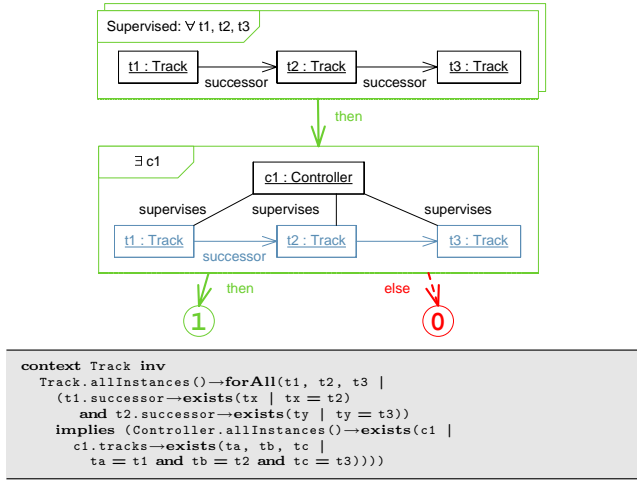 Supervised: ∀ t1, t2, t3
t1 : Track
t2 : Track
t3 : Track
successor
successor
then
∃ c1
c1 : Controller
supervises
supervises
supervises
t1 : Track
t2 : Track
t3 : Track
successor
then
else
1
0
context Track inv
Track.allInstances()→forAll(t1, t2, t3 |
(t1.successor→exists(tx | tx = t2)
and t2.successor→exists(ty | ty = t3))
implies (Controller.allInstances()→exists(c1 |
c1.tracks→exists(ta, tb, tc |
ta = t1 and tb = t2 and tc = t3))))